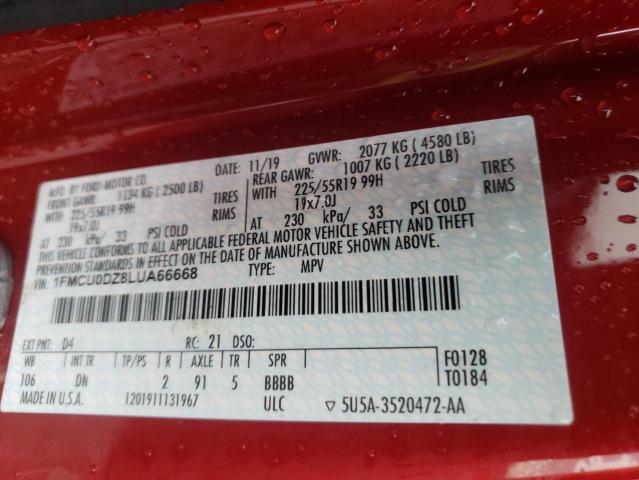 MFD. BY FORD MOTOR CO. DATE: 11/19 GVWR: 2077 KG ( 4580 LB)
FRONT GAWR: 1134 KG ( 2500 LB) REAR GAWR: 1007 KG ( 2220 LB)
WITH 225/55R19 99H TIRES WITH 225/55R19 99H TIRES
19x7.0J RIMS 19x7.0J RIMS
AT 230 kPa/ 33 PSI COLD AT 230 kPa/ 33 PSI COLD
THIS VEHICLE CONFORMS TO ALL APPLICABLE FEDERAL MOTOR VEHICLE SAFETY AND THEFT
PREVENTION STANDARDS IN EFFECT ON THE DATE OF MANUFACTURE SHOWN ABOVE.
VIN: 1FMCU0DZ8LUA66668 TYPE: MPV
EXT PNT: D4 RC: 21 DSO:
WB INT TR TP/PS R AXLE TR SPR F0128
106 DN 2 91 5 BBBB T0184
MADE IN U.S.A. 1201911131967 ULC ▽ 5U5A-3520472-AA